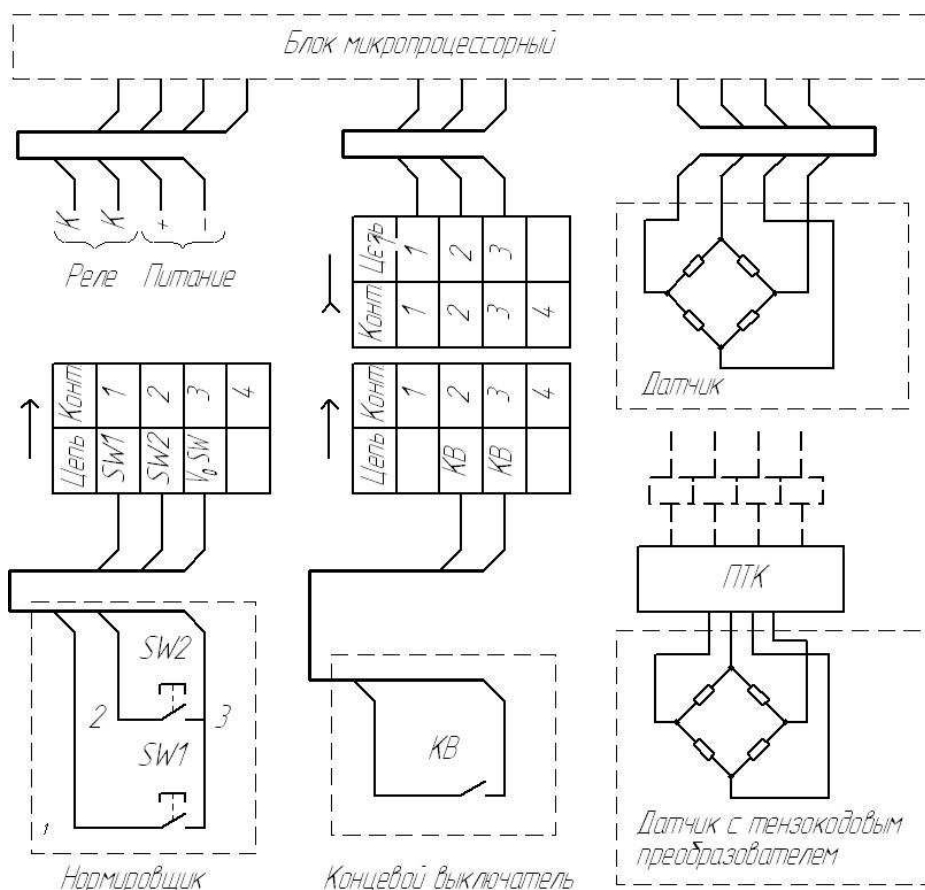 Блок микропроцессорный
К К + -
Реле Питание
Цепь 1 2 3
Конт. 1 2 3 4
Датчик
Конт. 1 2 3 4
Цепь SW1 SW2 V₀SW
Конт. 1 2 3 4
Цепь КВ КВ
ПТК
SW2
2 3
SW1
1
КВ
Датчик с тензокодовым
преобразователем
Нормировщик
Концевой выключатель